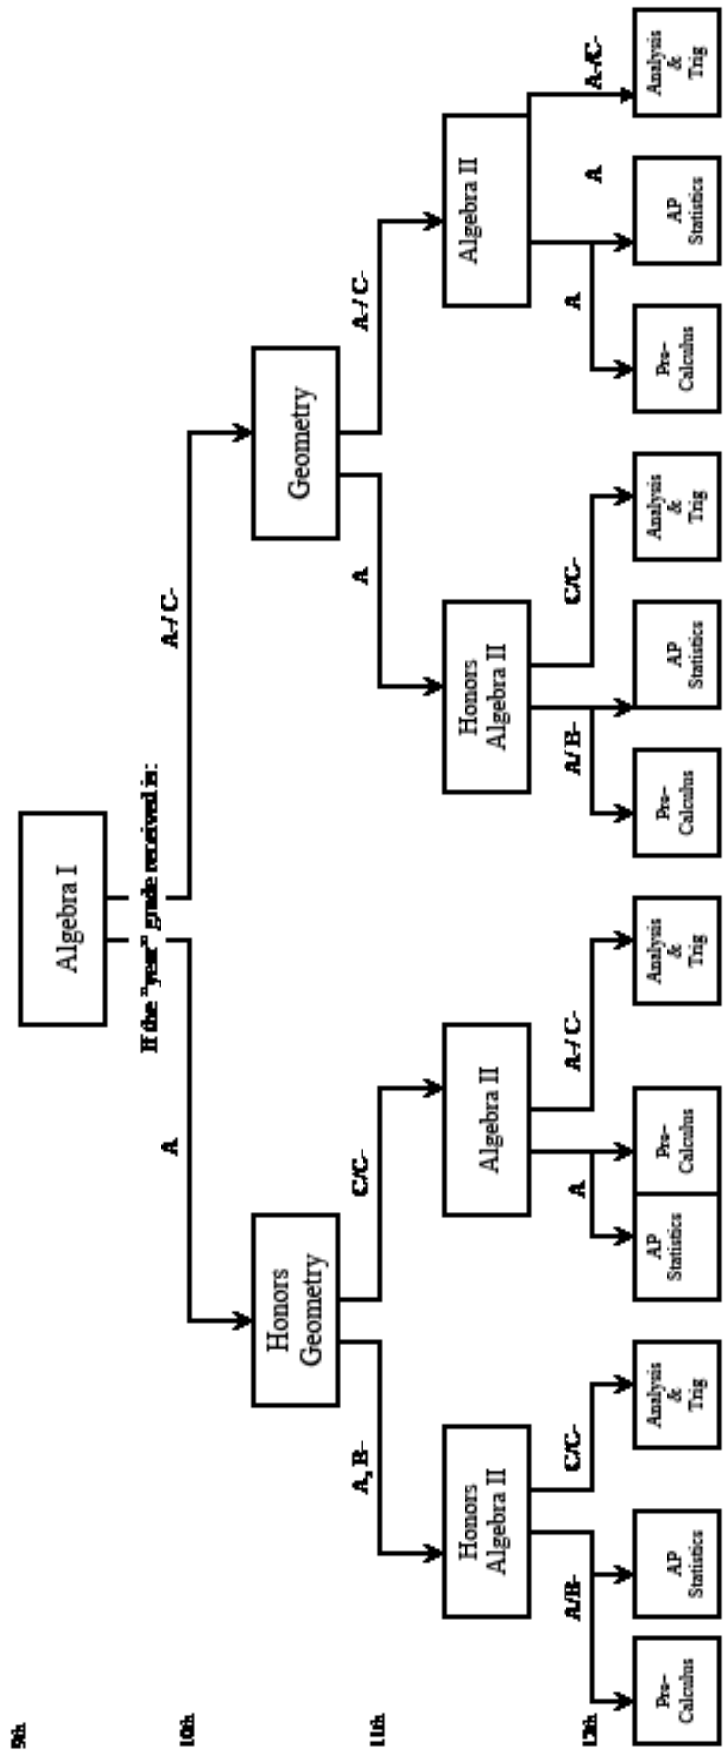 9th
Algebra I
If the "year" grade received is:
A
A-/ C-
10th
Honors
Geometry
Geometry
A, B-
C/C-
A
A-/ C-
11th
Honors
Algebra II
Algebra II
Honors
Algebra II
Algebra II
A/B-
C/C-
A
A-/ C-
A/ B-
C/C-
A
A
A-/C-
12th
Pre-
Calculus
AP
Statistics
Analysis
&
Trig
AP
Statistics
Pre-
Calculus
Analysis
&
Trig
Pre-
Calculus
AP
Statistics
Analysis
&
Trig
Pre-
Calculus
AP
Statistics
Analysis
&
Trig